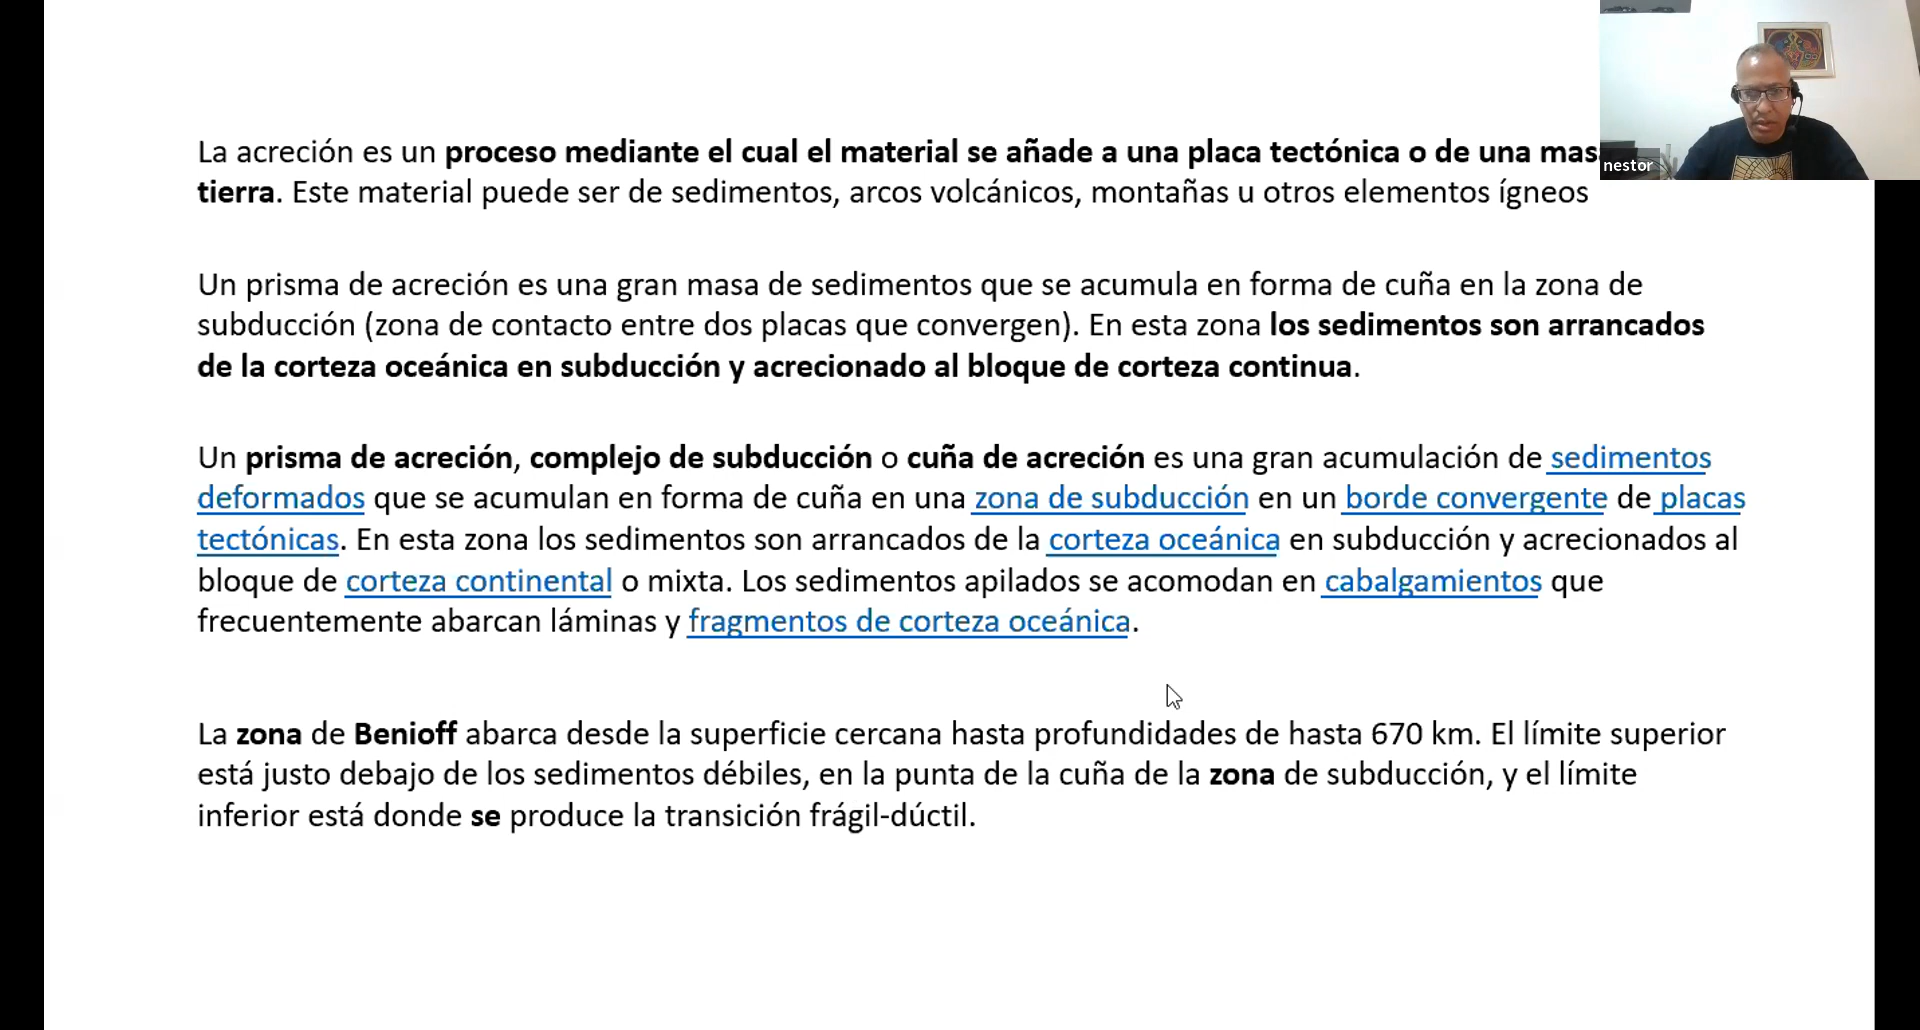 La acreción es un proceso mediante el cual el material se añade a una placa tectónica o de una mas
tierra. Este material puede ser de sedimentos, arcos volcánicos, montañas u otros elementos ígneos
Un prisma de acreción es una gran masa de sedimentos que se acumula en forma de cuña en la zona de
subducción (zona de contacto entre dos placas que convergen). En esta zona los sedimentos son arrancados
de la corteza oceánica en subducción y acrecionado al bloque de corteza continua.
Un prisma de acreción, complejo de subducción o cuña de acreción es una gran acumulación de sedimentos
deformados que se acumulan en forma de cuña en una zona de subducción en un borde convergente de placas
tectónicas. En esta zona los sedimentos son arrancados de la corteza oceánica en subducción y acrecionados al
bloque de corteza continental o mixta. Los sedimentos apilados se acomodan en cabalgamientos que
frecuentemente abarcan láminas y fragmentos de corteza oceánica.
La zona de Benioff abarca desde la superficie cercana hasta profundidades de hasta 670 km. El límite superior
está justo debajo de los sedimentos débiles, en la punta de la cuña de la zona de subducción, y el límite
inferior está donde se produce la transición frágil-dúctil.
nestor